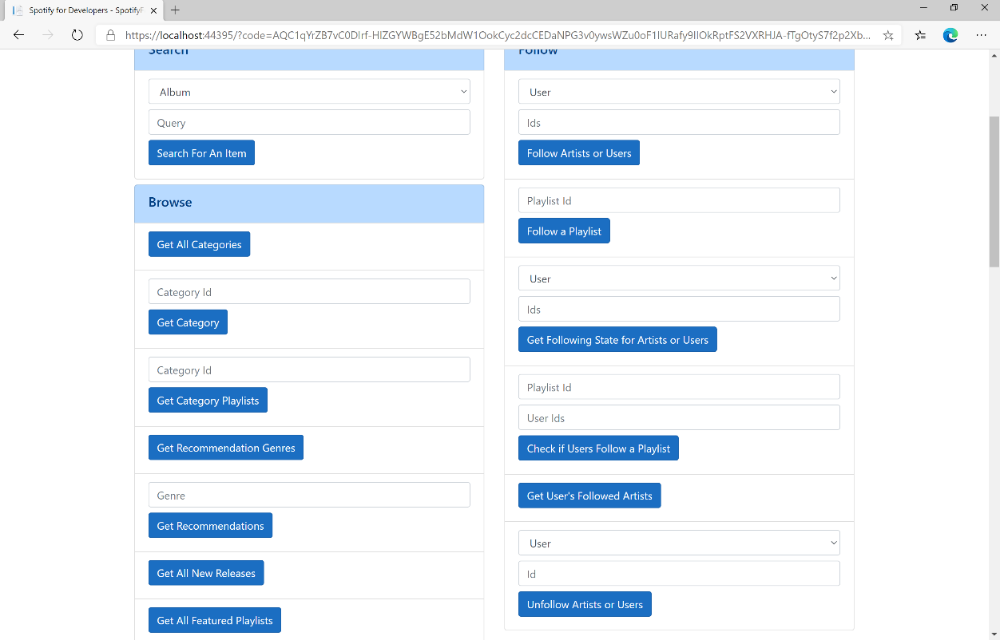 Spotify for Developers - SpotifyF
https://localhost:44395/?code=AQC1qYrZB7vC0DIrf-HIZGYWBgE52bMdW1OokCyc2dcCEDaNPG3v0ywsWZu0oF1IURafy9IlOkRptFS2VXRHJA-fTgOtyS7f2p2Xb...
Search
Album
Query
Search For An Item
Browse
Get All Categories
Category Id
Get Category
Category Id
Get Category Playlists
Get Recommendation Genres
Genre
Get Recommendations
Get All New Releases
Get All Featured Playlists
Follow
User
Ids
Follow Artists or Users
Playlist Id
Follow a Playlist
User
Ids
Get Following State for Artists or Users
Playlist Id
User Ids
Check if Users Follow a Playlist
Get User's Followed Artists
User
Id
Unfollow Artists or Users